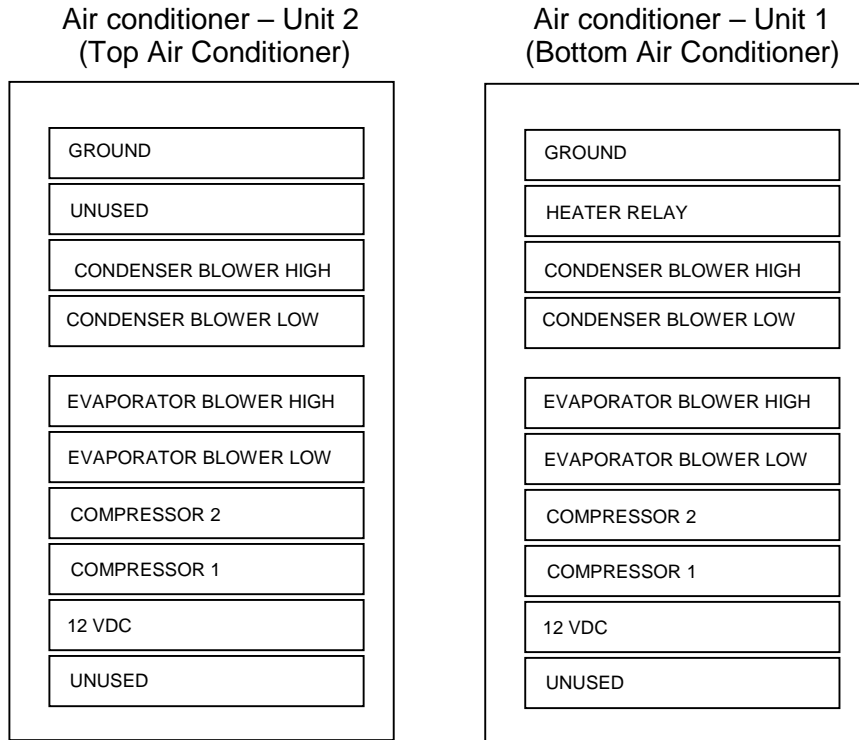 Air conditioner – Unit 2
(Top Air Conditioner)
GROUND
UNUSED
CONDENSER BLOWER HIGH
CONDENSER BLOWER LOW
EVAPORATOR BLOWER HIGH
EVAPORATOR BLOWER LOW
COMPRESSOR 2
COMPRESSOR 1
12 VDC
UNUSED
Air conditioner – Unit 1
(Bottom Air Conditioner)
GROUND
HEATER RELAY
CONDENSER BLOWER HIGH
CONDENSER BLOWER LOW
EVAPORATOR BLOWER HIGH
EVAPORATOR BLOWER LOW
COMPRESSOR 2
COMPRESSOR 1
12 VDC
UNUSED